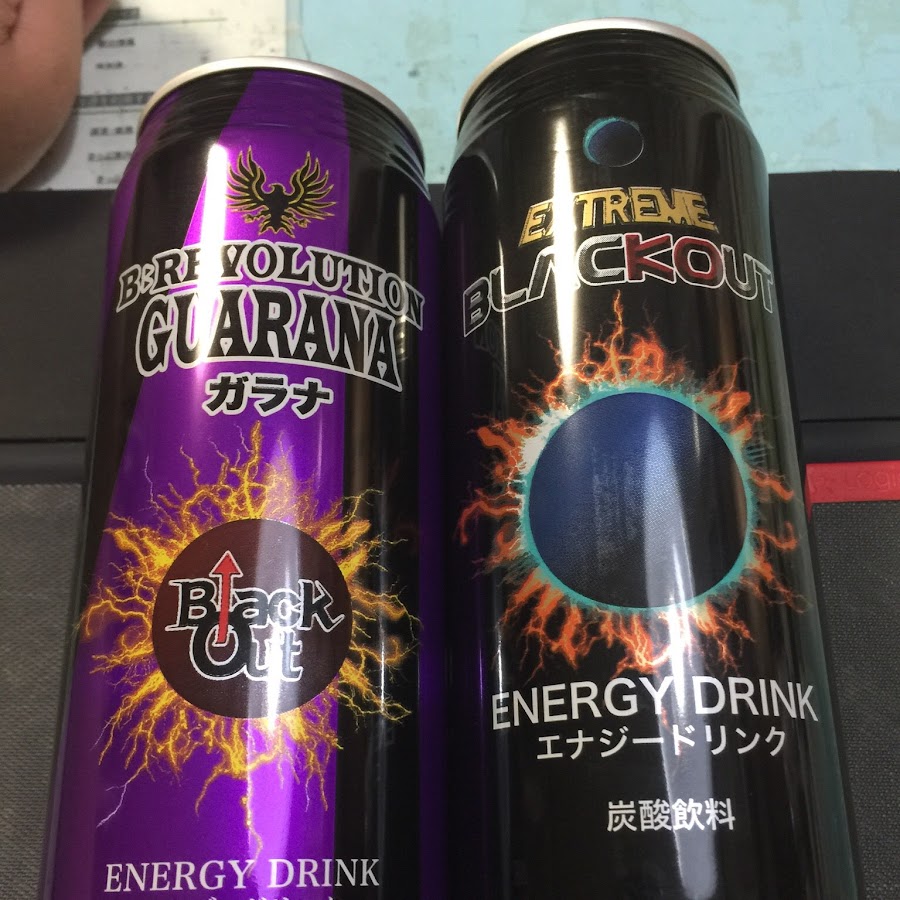 B&REVOLUTION
GUARANA
ガラナ
Black
Out
ENERGY DRINK
EXTREME
BLACKOUT
ENERGY DRINK
エナジードリンク
炭酸飲料